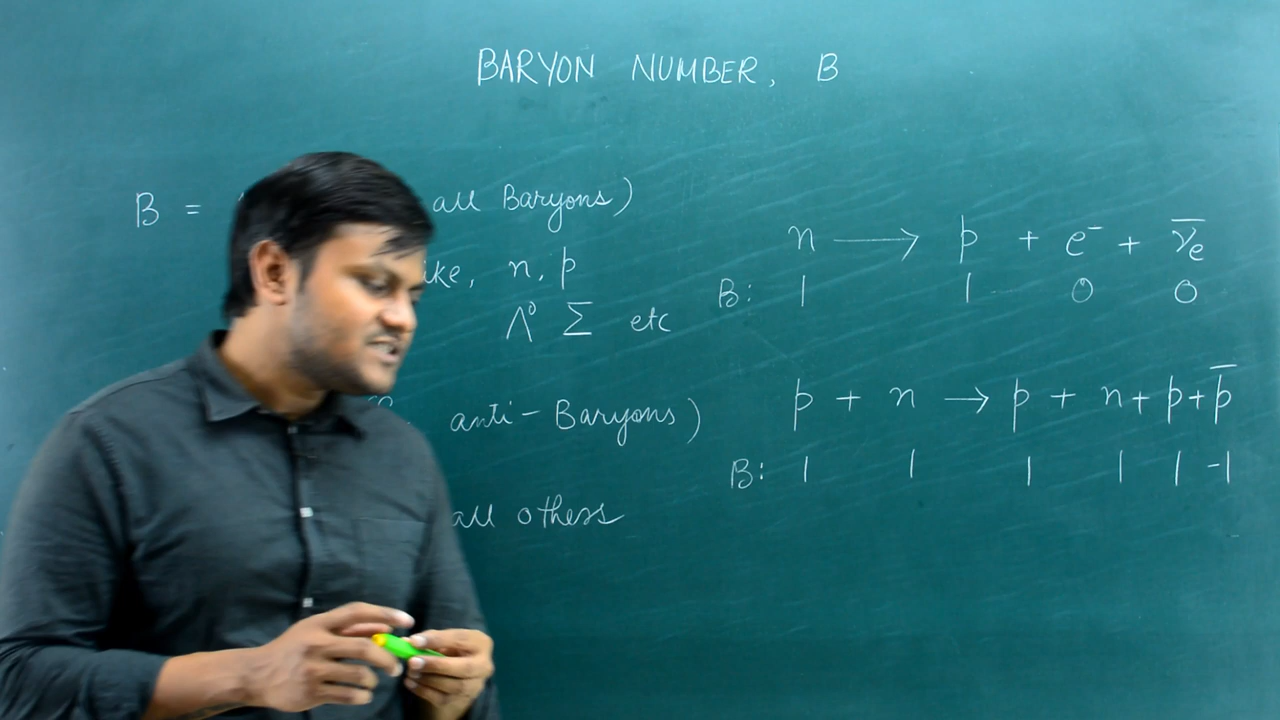 BARYON NUMBER, B
B = all Baryons)
n, p
Λ⁰ Σ etc
anti-Baryons)
all others
n ⟶ p + e⁻ + ν̅ₑ
B: 1 1 0 0
p + n → p + n + p + p̅
B: 1 1 1 1 1 -1